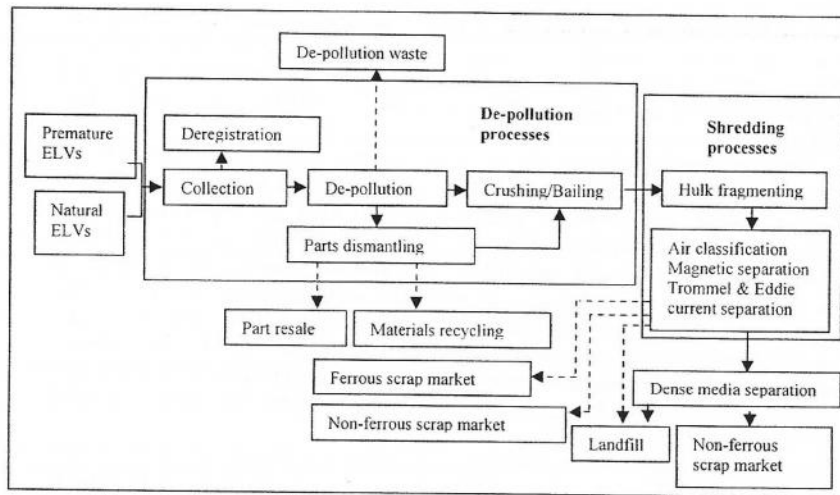 De-pollution waste
De-pollution
processes
Premature
ELVs
Deregistration
Shredding
processes
Natural
ELVs
Collection
De-pollution
Crushing/Bailing
Hulk fragmenting
Parts dismantling
Air classification
Magnetic separation
Trommel & Eddie
current separation
Part resale
Materials recycling
Ferrous scrap market
Dense media separation
Non-ferrous scrap market
Landfill
Non-ferrous
scrap market